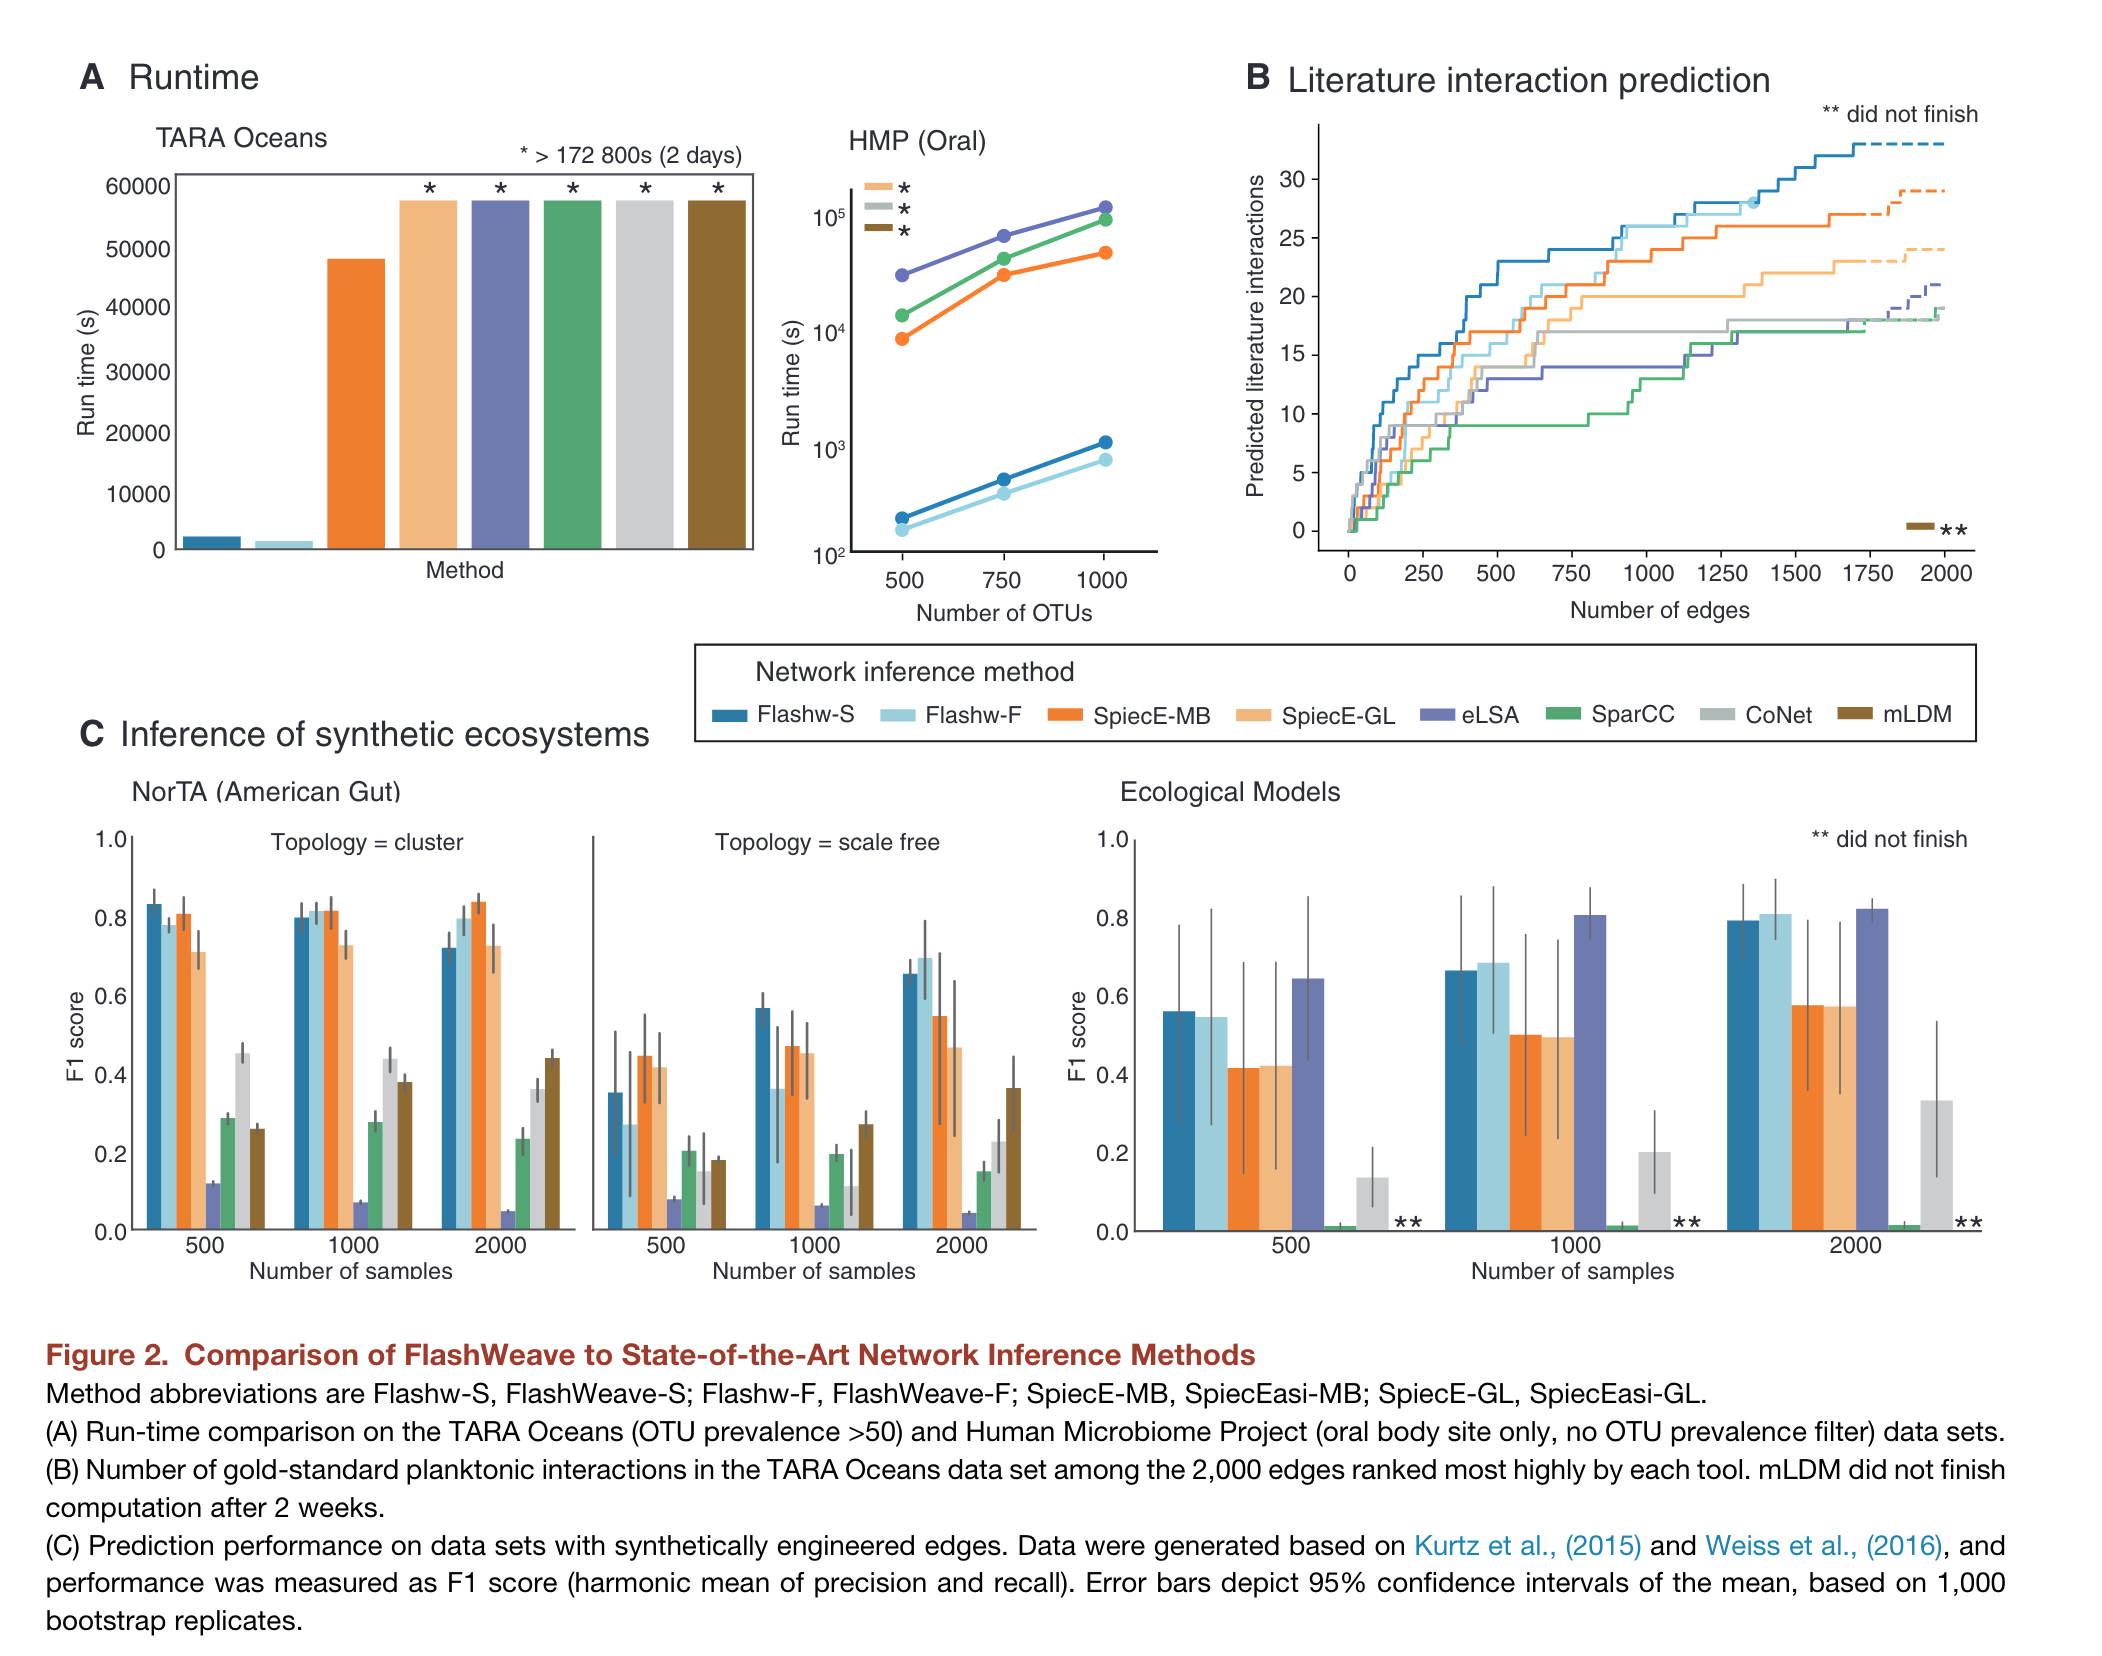 A Runtime
TARA Oceans
* > 172 800s (2 days)
60000
50000
40000
30000
20000
10000
0
Run time (s)
* * * * *
Method
HMP (Oral)
*
*
*
10⁵
10⁴
10³
10²
Run time (s)
500 750 1000
Number of OTUs
B Literature interaction prediction
** did not finish
30
25
20
15
10
5
0
Predicted literature interactions
**
0 250 500 750 1000 1250 1500 1750 2000
Number of edges
Network inference method
Flashw-S Flashw-F SpiecE-MB SpiecE-GL eLSA SparCC CoNet mLDM
C Inference of synthetic ecosystems
NorTA (American Gut)
Topology = cluster
Topology = scale free
1.0
0.8
0.6
0.4
0.2
0.0
F1 score
500 1000 2000
Number of samples
500 1000 2000
Number of samples
Ecological Models
** did not finish
1.0
0.8
0.6
0.4
0.2
0.0
F1 score
** ** **
500 1000 2000
Number of samples
Figure 2. Comparison of FlashWeave to State-of-the-Art Network Inference Methods
Method abbreviations are Flashw-S, FlashWeave-S; Flashw-F, FlashWeave-F; SpiecE-MB, SpiecEasi-MB; SpiecE-GL, SpiecEasi-GL.
(A) Run-time comparison on the TARA Oceans (OTU prevalence >50) and Human Microbiome Project (oral body site only, no OTU prevalence filter) data sets.
(B) Number of gold-standard planktonic interactions in the TARA Oceans data set among the 2,000 edges ranked most highly by each tool. mLDM did not finish
computation after 2 weeks.
(C) Prediction performance on data sets with synthetically engineered edges. Data were generated based on Kurtz et al., (2015) and Weiss et al., (2016), and
performance was measured as F1 score (harmonic mean of precision and recall). Error bars depict 95% confidence intervals of the mean, based on 1,000
bootstrap replicates.